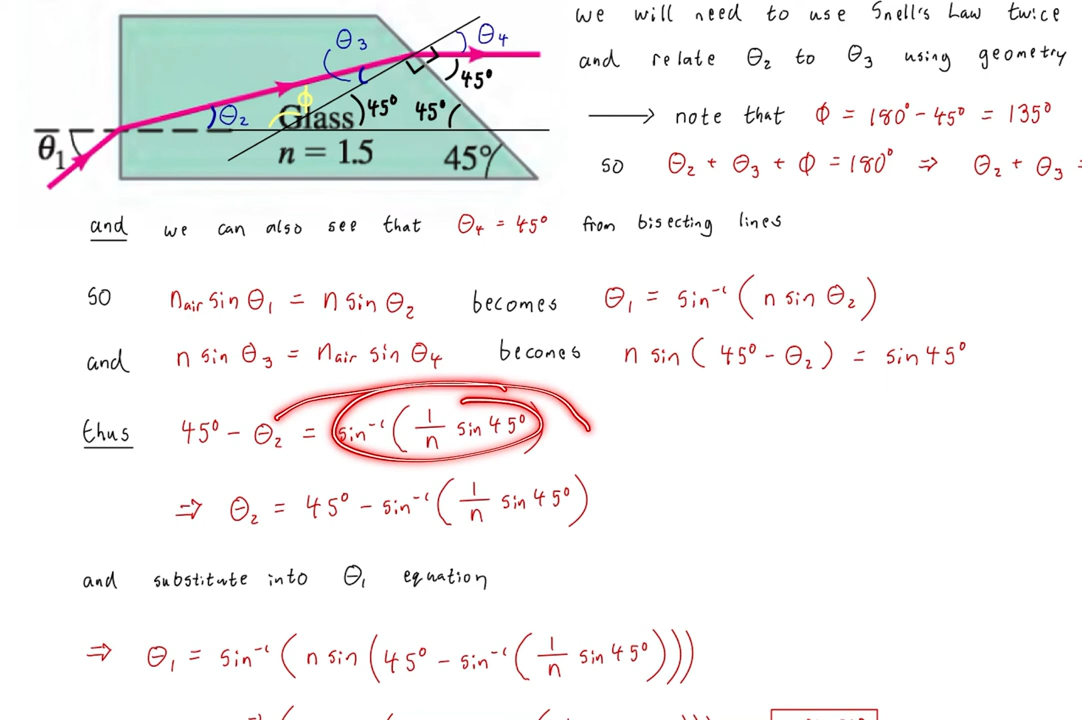 we will need to use Snell's Law twice
and relate θ₂ to θ₃ using geometry
⟶ note that ϕ = 180° - 45° = 135°
so θ₂ + θ₃ + ϕ = 180° ⇒ θ₂ + θ₃ =
θ₃
θ₄
45°
ϕ
θ₂
Glass
45°
45°
θ₁
n = 1.5
45°
and we can also see that θ₄ = 45° from bisecting lines
so nair sin θ₁ = n sin θ₂ becomes θ₁ = sin⁻¹ ( n sin θ₂ )
and n sin θ₃ = nair sin θ₄ becomes n sin ( 45° - θ₂ ) = sin 45°
thus 45° - θ₂ = sin⁻¹ ( 1/n sin 45° )
⇒ θ₂ = 45° - sin⁻¹ ( 1/n sin 45° )
and substitute into θ₁ equation
⇒ θ₁ = sin⁻¹ ( n sin ( 45° - sin⁻¹ ( 1/n sin 45° ) ) )